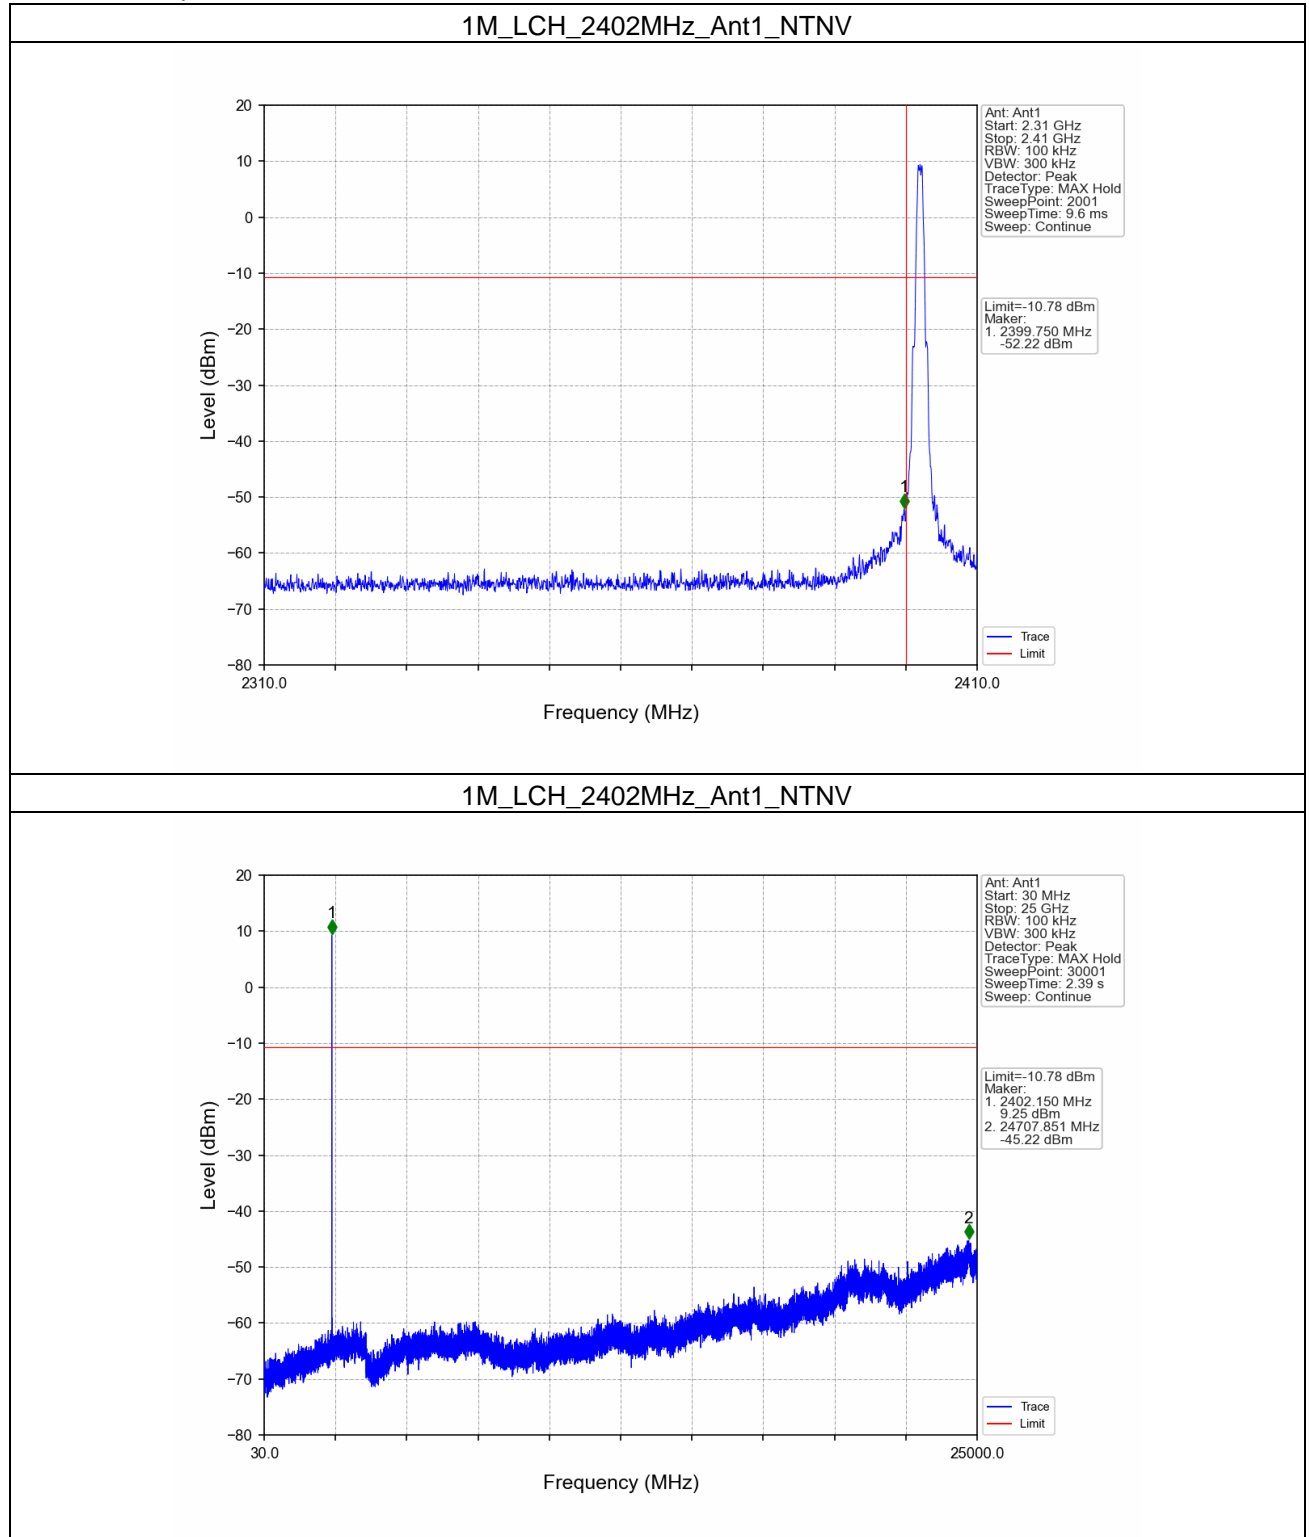 1M_LCH_2402MHz_Ant1_NTNV
20
10
0
−10
−20
−30
−40
−50
−60
−70
−80
Level (dBm)
1
2310.0
2410.0
Frequency (MHz)
Ant: Ant1
Start: 2.31 GHz
Stop: 2.41 GHz
RBW: 100 kHz
VBW: 300 kHz
Detector: Peak
TraceType: MAX Hold
SweepPoint: 2001
SweepTime: 9.6 ms
Sweep: Continue
Limit=-10.78 dBm
Maker:
1. 2399.750 MHz
-52.22 dBm
Trace
Limit
1M_LCH_2402MHz_Ant1_NTNV
20
10
0
−10
−20
−30
−40
−50
−60
−70
−80
Level (dBm)
1
2
30.0
25000.0
Frequency (MHz)
Ant: Ant1
Start: 30 MHz
Stop: 25 GHz
RBW: 100 kHz
VBW: 300 kHz
Detector: Peak
TraceType: MAX Hold
SweepPoint: 30001
SweepTime: 2.39 s
Sweep: Continue
Limit=-10.78 dBm
Maker:
1. 2402.150 MHz
9.25 dBm
2. 24707.851 MHz
-45.22 dBm
Trace
Limit